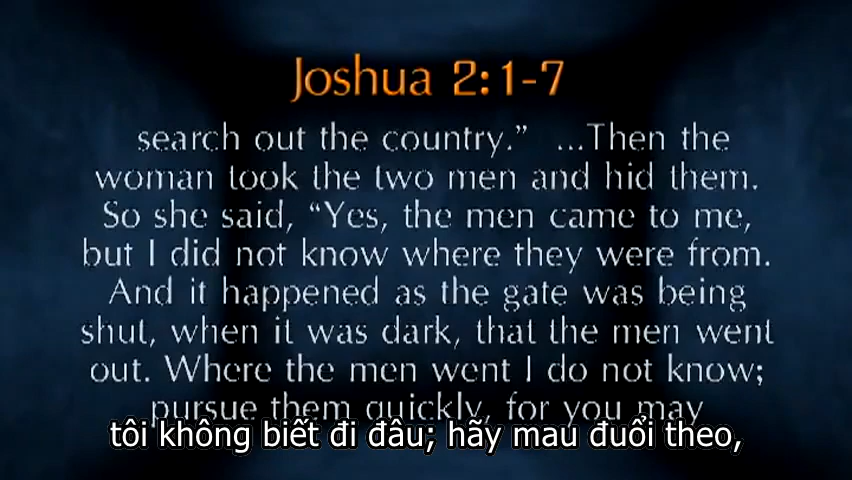 Joshua 2:1-7
search out the country.” ...Then the
woman took the two men and hid them.
So she said, “Yes, the men came to me,
but I did not know where they were from.
And it happened as the gate was being
shut, when it was dark, that the men went
out. Where the men went I do not know;
pursue them quickly, for you may
tôi không biết đi đâu; hãy mau đuổi theo,